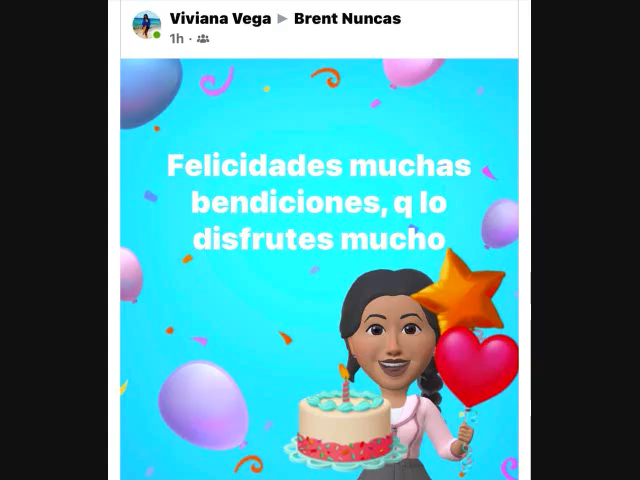 Viviana Vega ▶ Brent Nuncas
1h ·
Felicidades muchas
bendiciones, q lo
disfrutes mucho